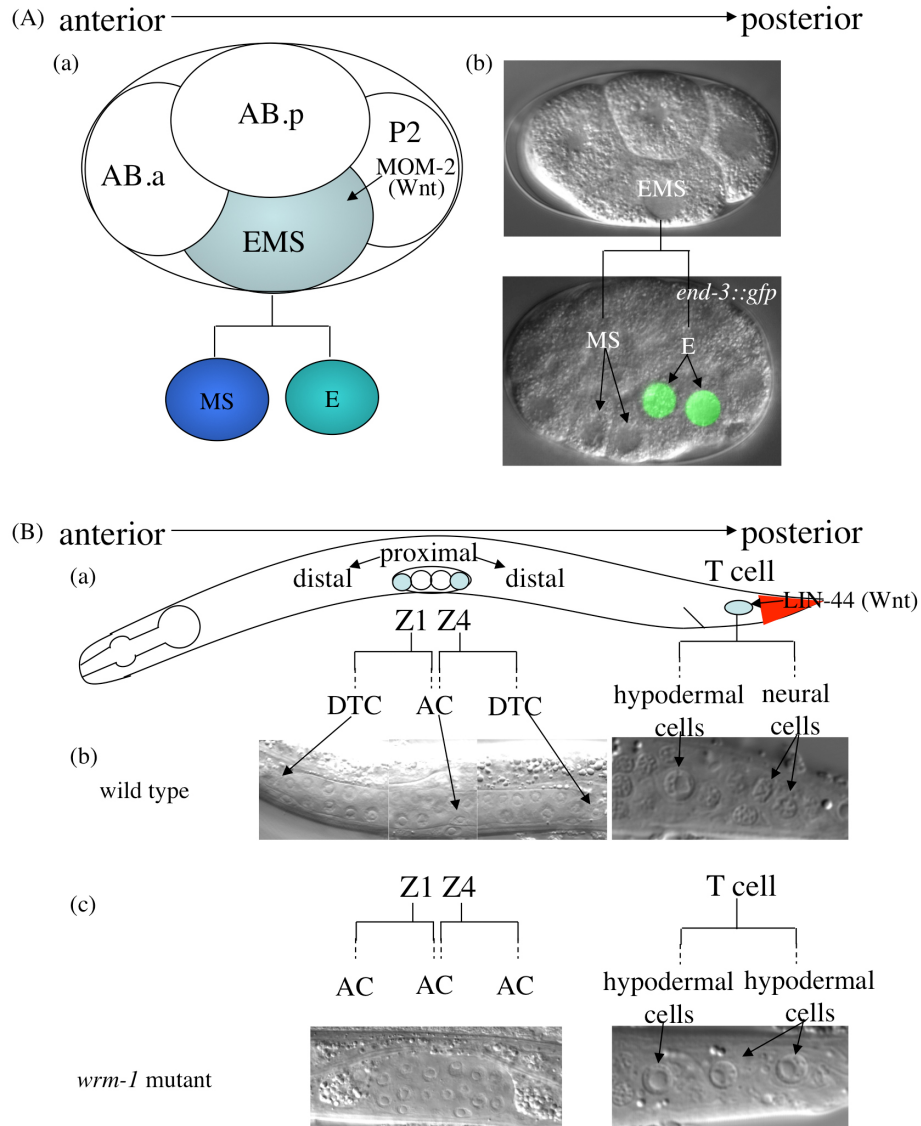 (A) anterior posterior
(a) (b)
AB.p
P2
AB.a
MOM-2
(Wnt)
EMS
EMS
end-3::gfp
MS E
MS E
(B) anterior posterior
(a) proximal T cell
distal distal
LIN-44 (Wnt)
Z1 Z4
hypodermal cells
neural cells
DTC AC DTC
(b)
wild type
(c) Z1 Z4 T cell
AC AC AC
hypodermal cells
hypodermal cells
wrm-1 mutant